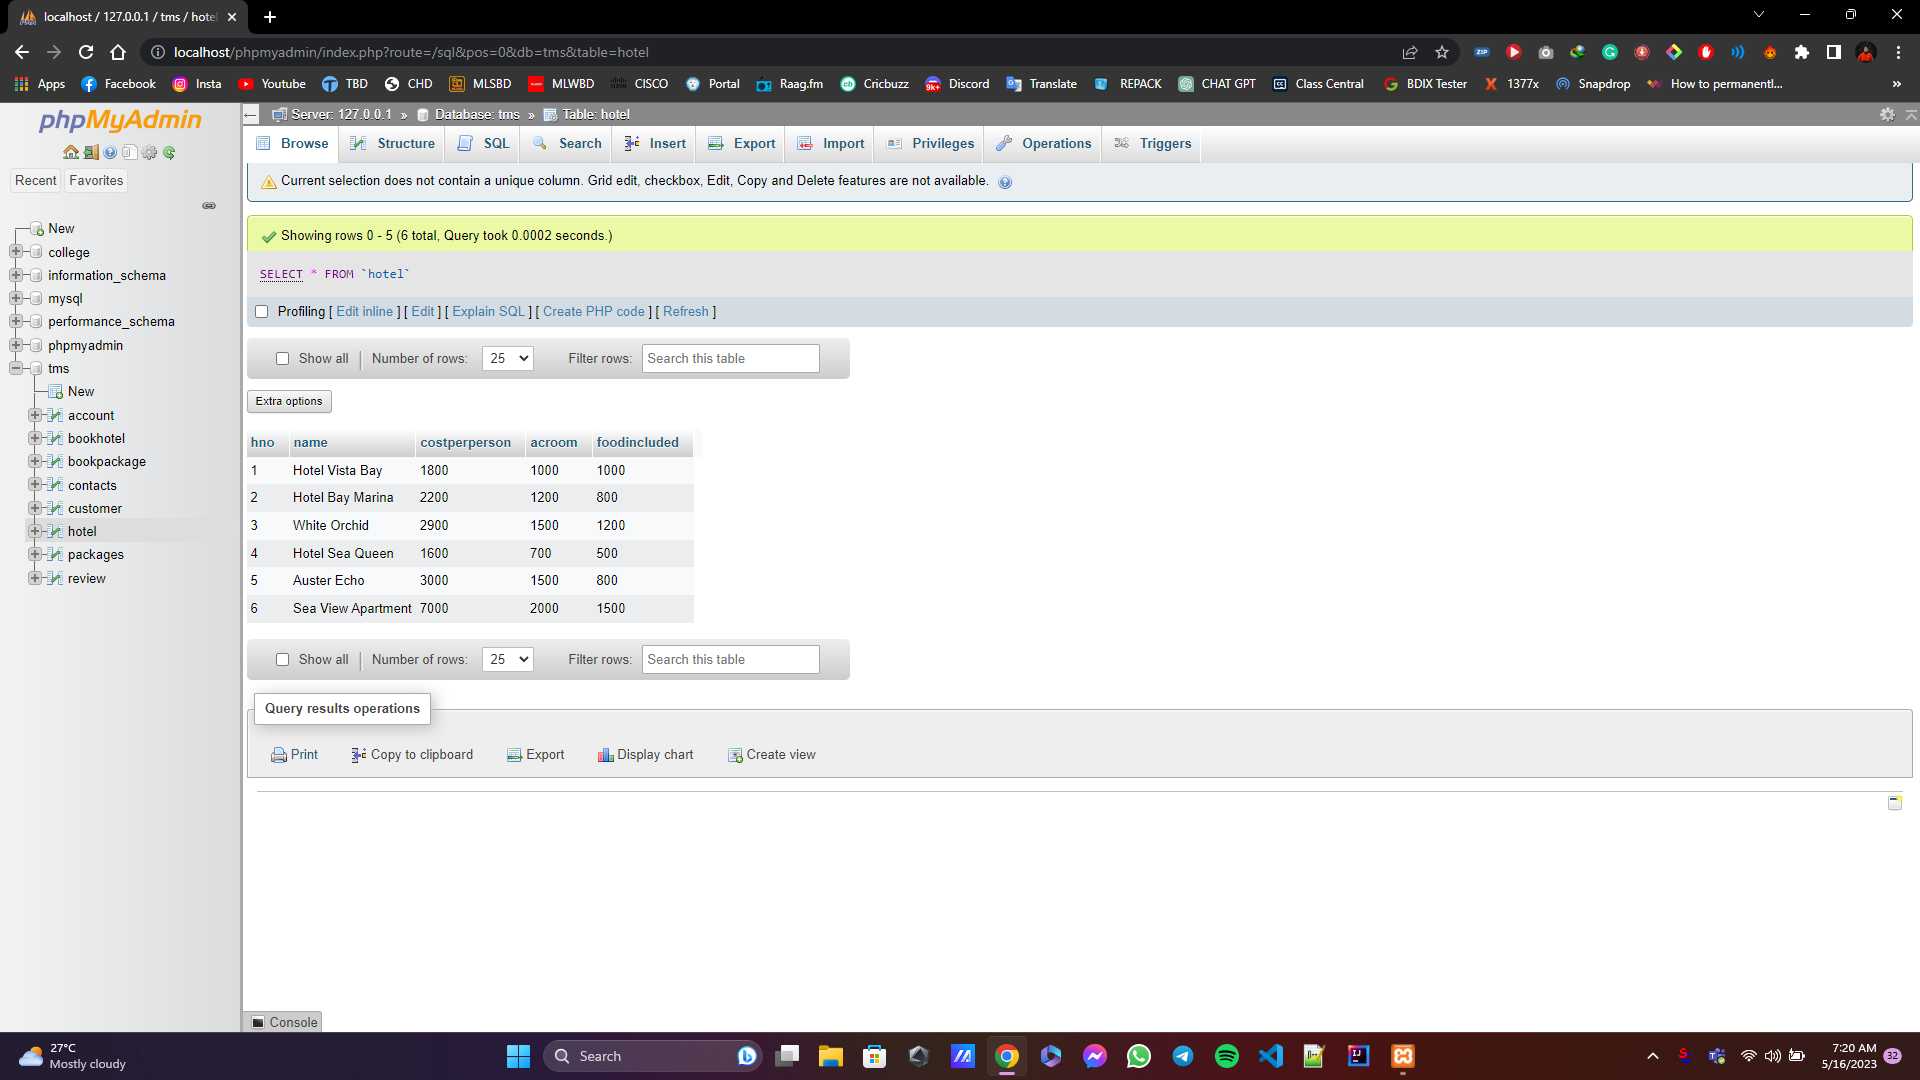 localhost / 127.0.0.1 / tms / hote
localhost/phpmyadmin/index.php?route=/sql&pos=0&db=tms&table=hotel
Apps Facebook Insta Youtube TBD CHD MLSBD MLWBD CISCO Portal Raag.fm Cricbuzz Discord Translate REPACK CHAT GPT Class Central BDIX Tester 1377x Snapdrop How to permanentl...
phpMyAdmin
Recent Favorites
New
college
information_schema
mysql
performance_schema
phpmyadmin
tms
New
account
bookhotel
bookpackage
contacts
customer
hotel
packages
review
Server: 127.0.0.1 » Database: tms » Table: hotel
Browse Structure SQL Search Insert Export Import Privileges Operations Triggers
Current selection does not contain a unique column. Grid edit, checkbox, Edit, Copy and Delete features are not available.
Showing rows 0 - 5 (6 total, Query took 0.0002 seconds.)
SELECT * FROM `hotel`
Profiling [ Edit inline ] [ Edit ] [ Explain SQL ] [ Create PHP code ] [ Refresh ]
Show all | Number of rows: 25 Filter rows: Search this table
Extra options
hno name costperperson acroom foodincluded
1 Hotel Vista Bay 1800 1000 1000
2 Hotel Bay Marina 2200 1200 800
3 White Orchid 2900 1500 1200
4 Hotel Sea Queen 1600 700 500
5 Auster Echo 3000 1500 800
6 Sea View Apartment 7000 2000 1500
Show all | Number of rows: 25 Filter rows: Search this table
Query results operations
Print Copy to clipboard Export Display chart Create view
Console
27°C
Mostly cloudy
Search
7:20 AM
5/16/2023
32